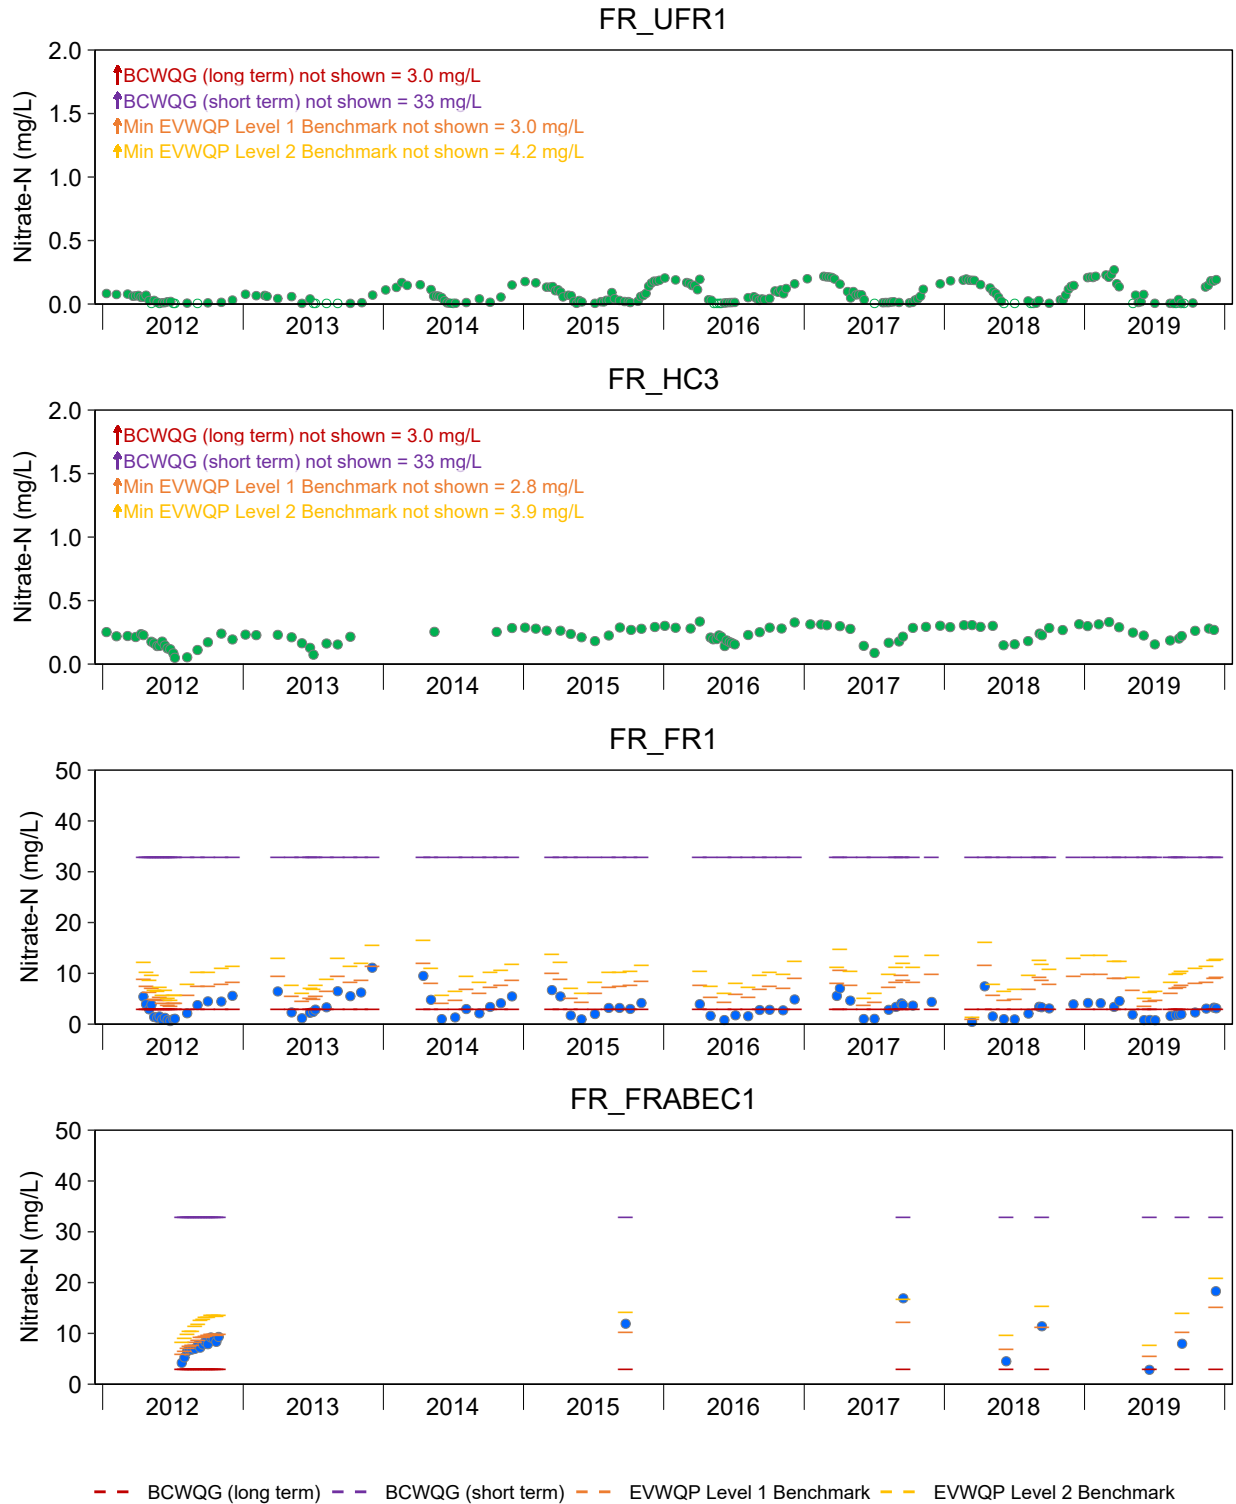 FR_UFR1
Nitrate-N (mg/L)
2.0
1.5
1.0
0.5
0.0
BCWQG (long term) not shown = 3.0 mg/L
BCWQG (short term) not shown = 33 mg/L
Min EVWQP Level 1 Benchmark not shown = 3.0 mg/L
Min EVWQP Level 2 Benchmark not shown = 4.2 mg/L
2012 2013 2014 2015 2016 2017 2018 2019
FR_HC3
Nitrate-N (mg/L)
2.0
1.5
1.0
0.5
0.0
BCWQG (long term) not shown = 3.0 mg/L
BCWQG (short term) not shown = 33 mg/L
Min EVWQP Level 1 Benchmark not shown = 2.8 mg/L
Min EVWQP Level 2 Benchmark not shown = 3.9 mg/L
2012 2013 2014 2015 2016 2017 2018 2019
FR_FR1
Nitrate-N (mg/L)
50
40
30
20
10
0
2012 2013 2014 2015 2016 2017 2018 2019
FR_FRABEC1
Nitrate-N (mg/L)
50
40
30
20
10
0
2012 2013 2014 2015 2016 2017 2018 2019
BCWQG (long term) BCWQG (short term) EVWQP Level 1 Benchmark EVWQP Level 2 Benchmark